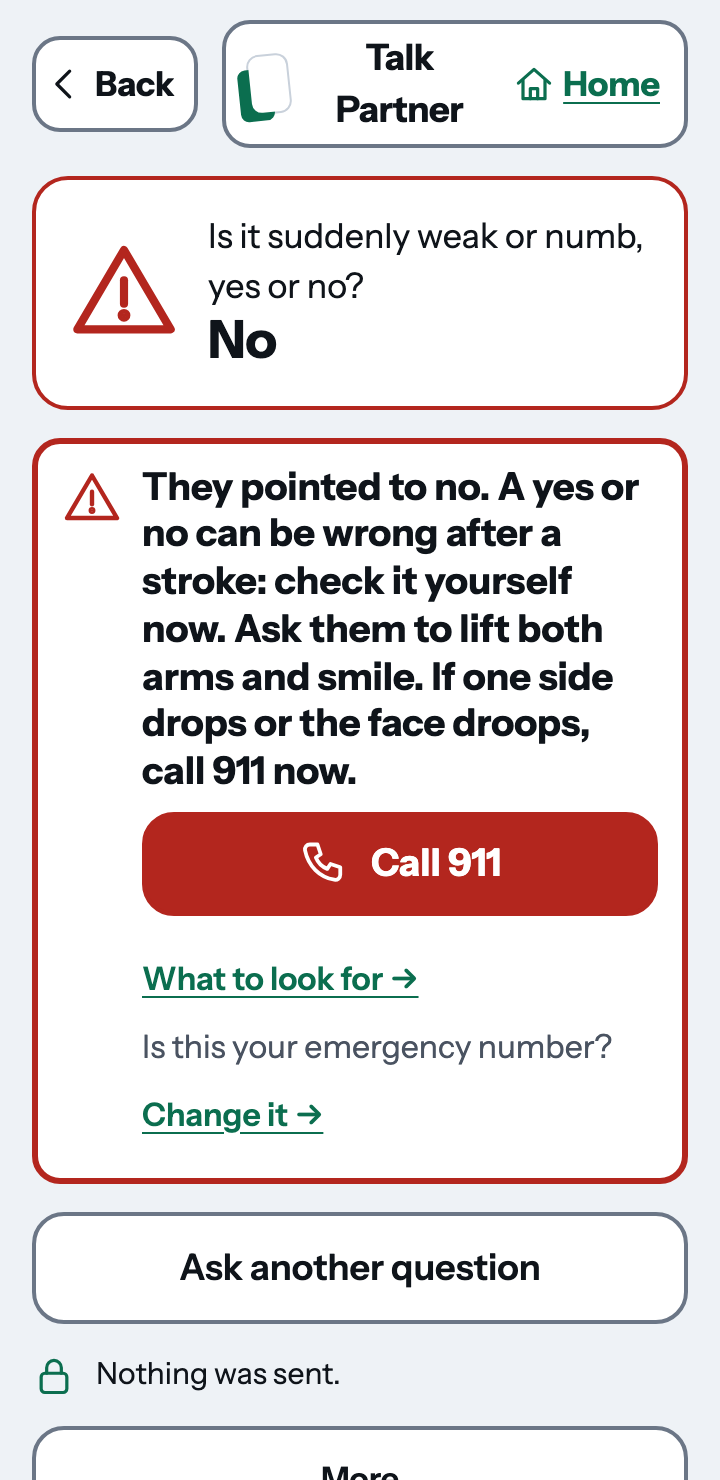 Back
Talk
Partner
Home
Is it suddenly weak or numb,
yes or no?
No
They pointed to no. A yes or
no can be wrong after a
stroke: check it yourself
now. Ask them to lift both
arms and smile. If one side
drops or the face droops,
call 911 now.
Call 911
What to look for →
Is this your emergency number?
Change it →
Ask another question
Nothing was sent.
More